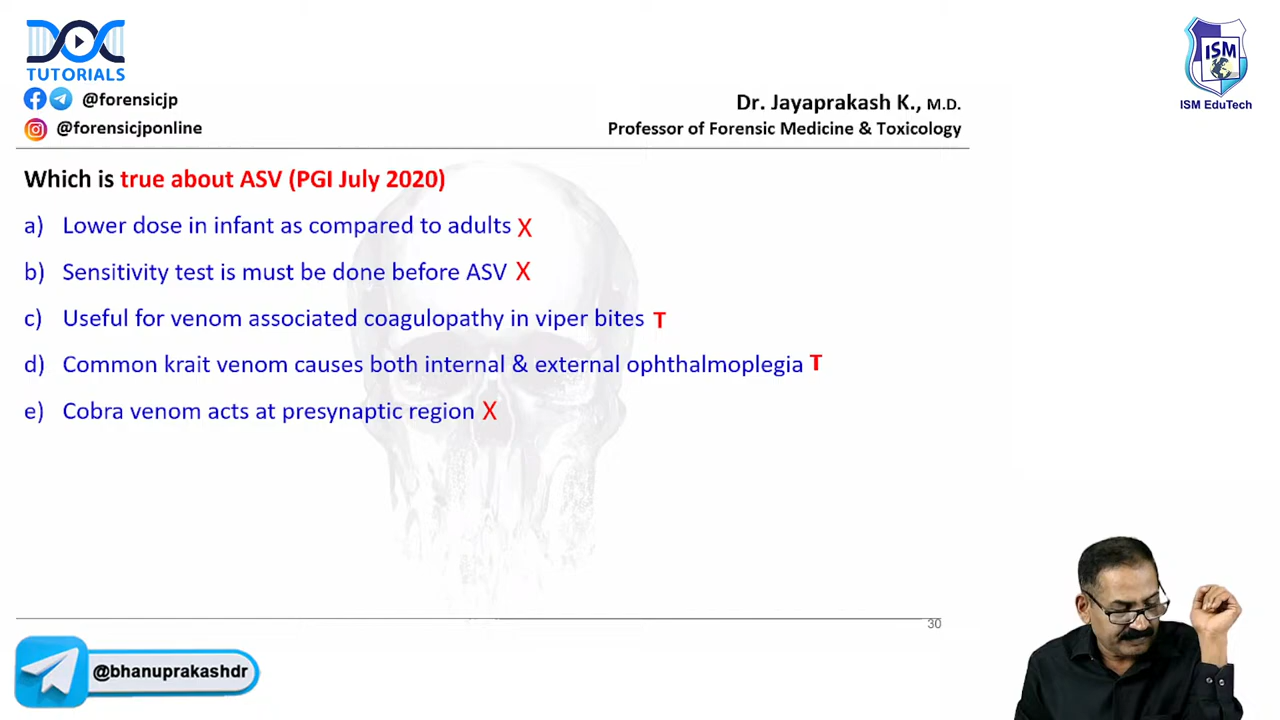 DOC
TUTORIALS
@forensicjp
@forensicjponline
Dr. Jayaprakash K., M.D.
Professor of Forensic Medicine & Toxicology
ISM
ISM EduTech
Which is true about ASV (PGI July 2020)
a) Lower dose in infant as compared to adults X
b) Sensitivity test is must be done before ASV X
c) Useful for venom associated coagulopathy in viper bites T
d) Common krait venom causes both internal & external ophthalmoplegia T
e) Cobra venom acts at presynaptic region X
30
@bhanuprakashdr